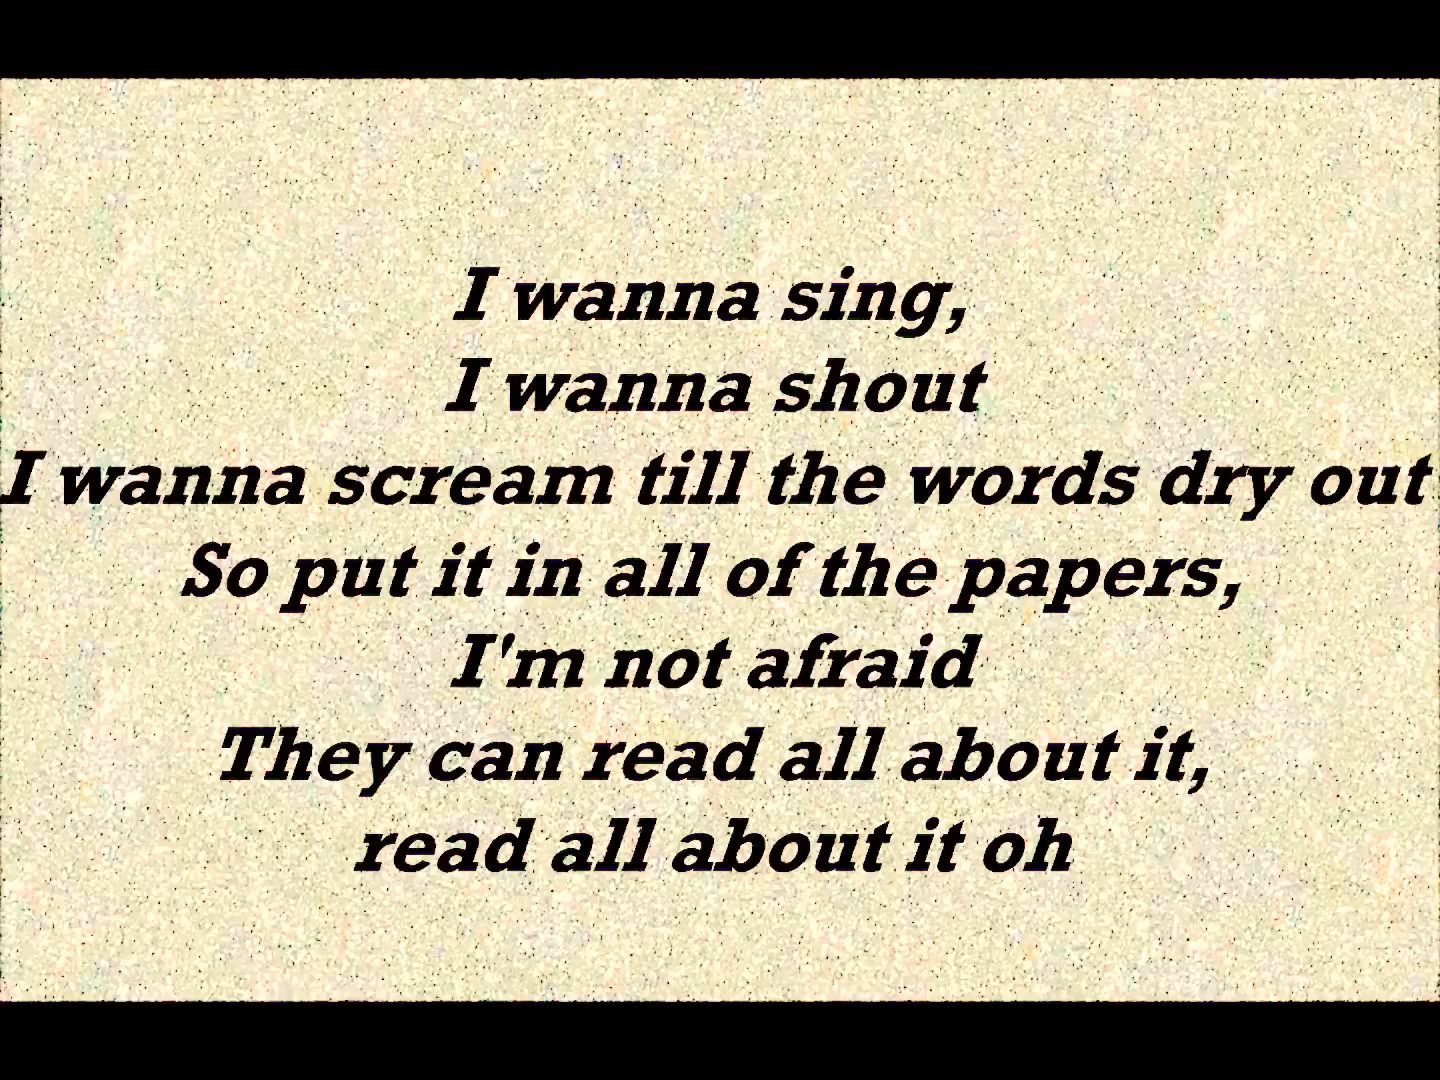 I wanna sing,
I wanna shout
I wanna scream till the words dry out
So put it in all of the papers,
I'm not afraid
They can read all about it,
read all about it oh